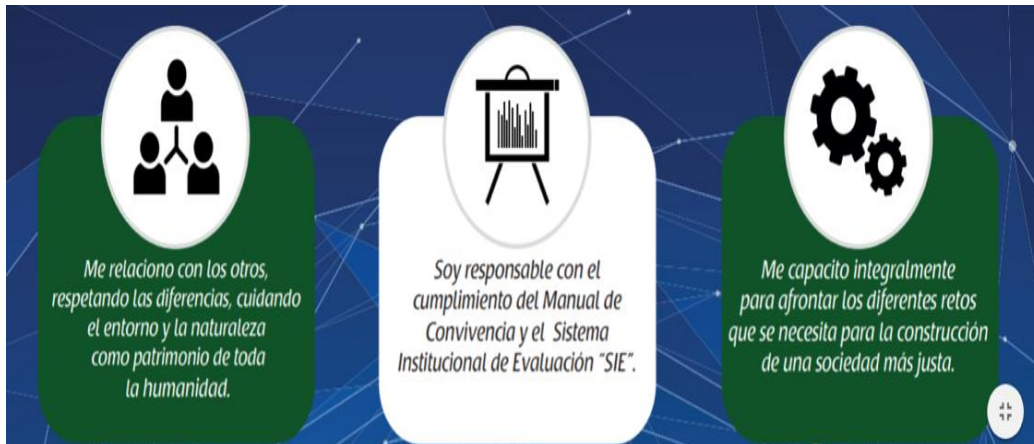 Me relaciono con los otros,
respetando las diferencias, cuidando
el entorno y la naturaleza
como patrimonio de toda
la humanidad.
Soy responsable con el
cumplimiento del Manual de
Convivencia y el Sistema
Institucional de Evaluación "SIE".
Me capacito integralmente
para afrontar los diferentes retos
que se necesita para la construcción
de una sociedad más justa.